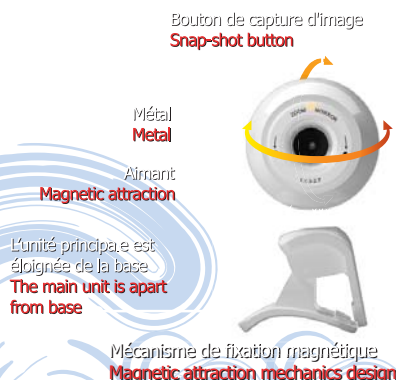 Bouton de capture d'image
Snap-shot button
Métal
Metal
Aimant
Magnetic attraction
L'unité principa.e est
éloignée de la base
The main unit is apart
from base
Mécanisme de fixation magnétique
Magnetic attraction mechanics design